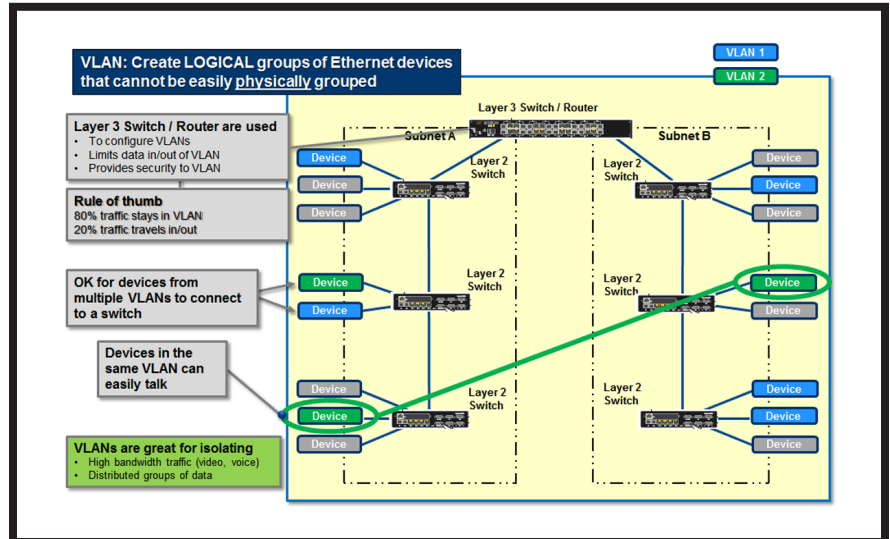 VLAN: Create LOGICAL groups of Ethernet devices
that cannot be easily physically grouped
VLAN 1
VLAN 2
Layer 3 Switch / Router are used
• To configure VLANs
• Limits data in/out of VLAN
• Provides security to VLAN
Rule of thumb
80% traffic stays in VLAN
20% traffic travels in/out
OK for devices from
multiple VLANs to connect
to a switch
Devices in the
same VLAN can
easily talk
VLANs are great for isolating
• High bandwidth traffic (video, voice)
• Distributed groups of data
Layer 3 Switch / Router
Subnet A
Subnet B
Device
Device
Device
Layer 2
Switch
Layer 2
Switch
Device
Device
Device
Device
Device
Layer 2
Switch
Layer 2
Switch
Device
Device
Device
Device
Device
Layer 2
Switch
Layer 2
Switch
Device
Device
Device